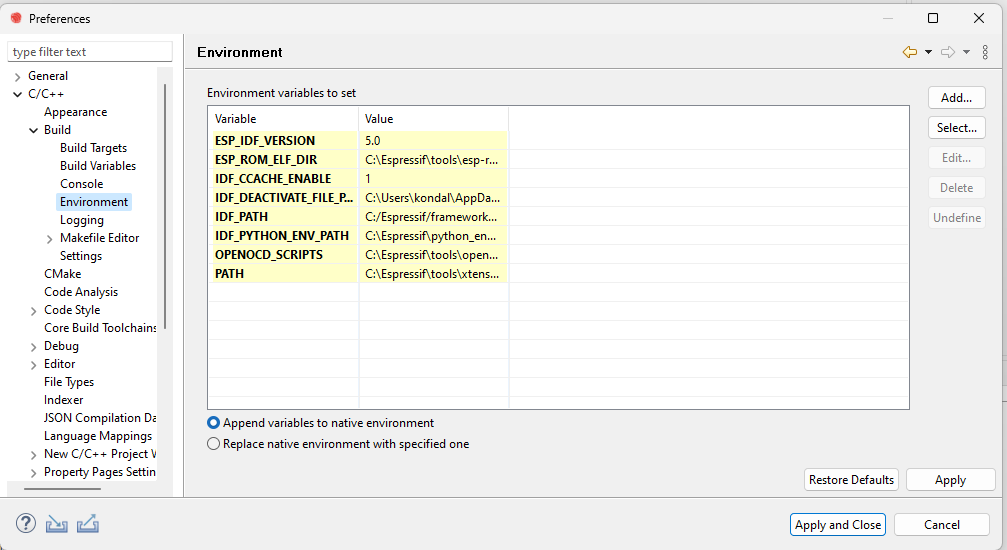 Preferences
type filter text
General
C/C++
Appearance
Build
Build Targets
Build Variables
Console
Environment
Logging
Makefile Editor
Settings
CMake
Code Analysis
Code Style
Core Build Toolchains
Debug
Editor
File Types
Indexer
JSON Compilation Da
Language Mappings
New C/C++ Project W
Property Pages Settin
Environment
Environment variables to set
Variable Value
ESP_IDF_VERSION 5.0
ESP_ROM_ELF_DIR C:\Espressif\tools\esp-r...
IDF_CCACHE_ENABLE 1
IDF_DEACTIVATE_FILE_P... C:\Users\kondal\AppDa...
IDF_PATH C:/Espressif/framework...
IDF_PYTHON_ENV_PATH C:\Espressif\python_en...
OPENOCD_SCRIPTS C:\Espressif\tools\open...
PATH C:\Espressif\tools\xtens...
Add...
Select...
Edit...
Delete
Undefine
Append variables to native environment
Replace native environment with specified one
Restore Defaults Apply
? Apply and Close Cancel